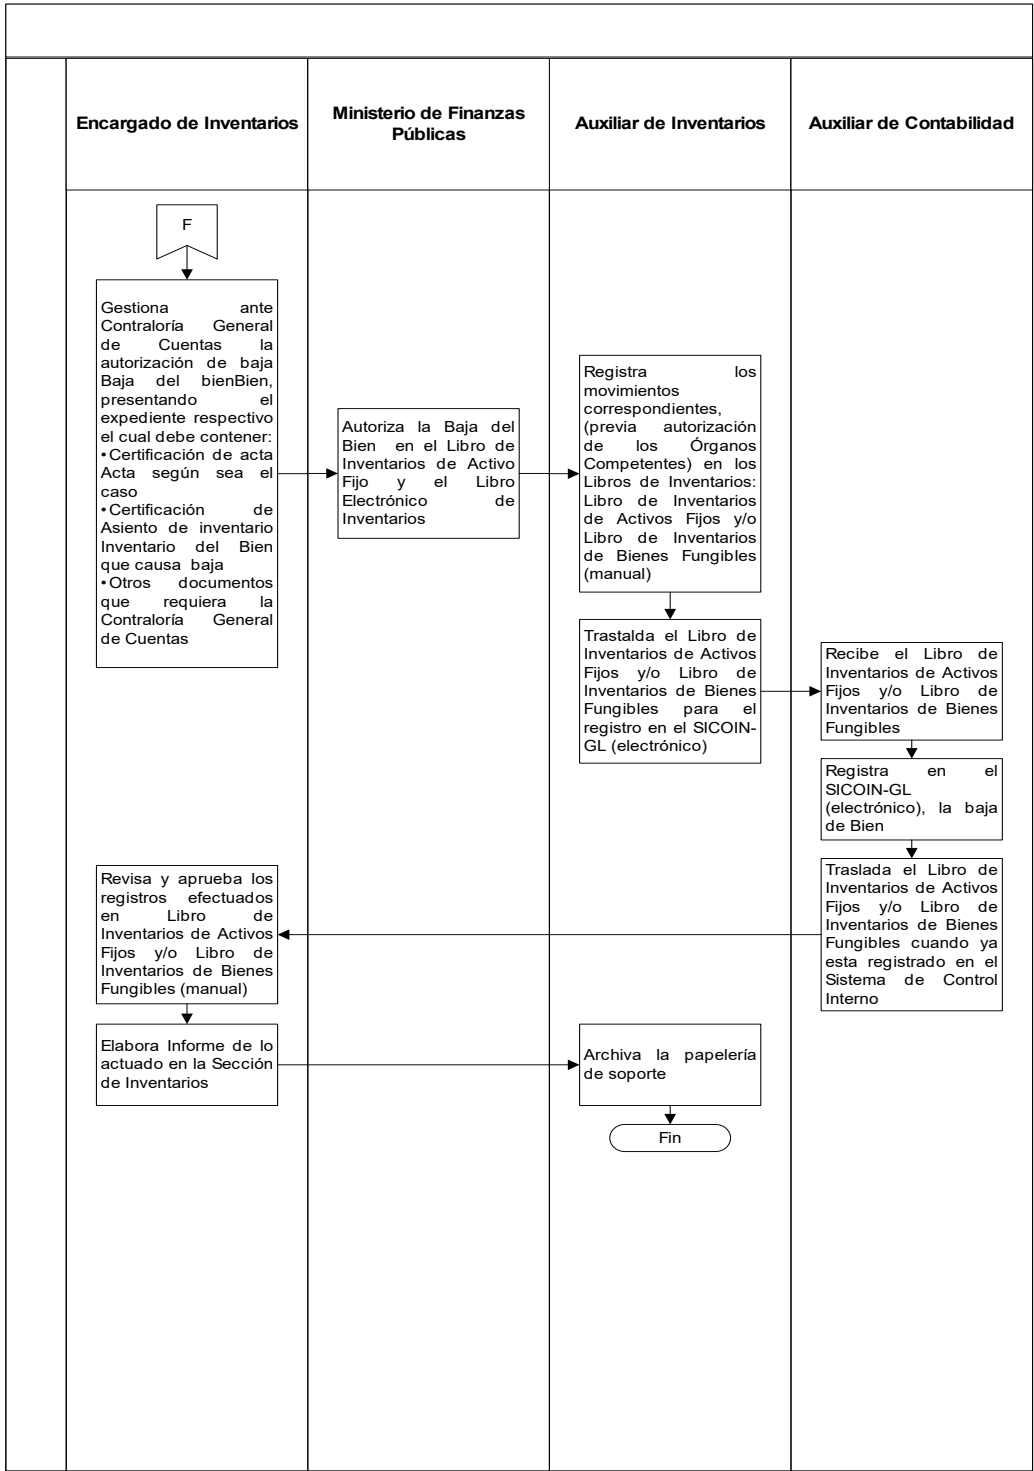 Encargado de Inventarios
Ministerio de Finanzas
Públicas
Auxiliar de Inventarios
Auxiliar de Contabilidad
F
Gestiona ante
Contraloría General
de Cuentas la
autorización de baja
Baja del bienBien,
presentando el
expediente respectivo
el cual debe contener:
•Certificación de acta
Acta según sea el
caso
•Certificación de
Asiento de inventario
Inventario del Bien
que causa baja
•Otros documentos
que requiera la
Contraloría General
de Cuentas
Autoriza la Baja del
Bien en el Libro de
Inventarios de Activo
Fijo y el Libro
Electrónico de
Inventarios
Registra los
movimientos
correspondientes,
(previa autorización
de los Órganos
Competentes) en los
Libros de Inventarios:
Libro de Inventarios
de Activos Fijos y/o
Libro de Inventarios
de Bienes Fungibles
(manual)
Trastalda el Libro de
Inventarios de Activos
Fijos y/o Libro de
Inventarios de Bienes
Fungibles para el
registro en el SICOIN-
GL (electrónico)
Recibe el Libro de
Inventarios de Activos
Fijos y/o Libro de
Inventarios de Bienes
Fungibles
Registra en el
SICOIN-GL
(electrónico), la baja
de Bien
Traslada el Libro de
Inventarios de Activos
Fijos y/o Libro de
Inventarios de Bienes
Fungibles cuando ya
esta registrado en el
Sistema de Control
Interno
Revisa y aprueba los
registros efectuados
en Libro de
Inventarios de Activos
Fijos y/o Libro de
Inventarios de Bienes
Fungibles (manual)
Elabora Informe de lo
actuado en la Sección
de Inventarios
Archiva la papelería
de soporte
Fin